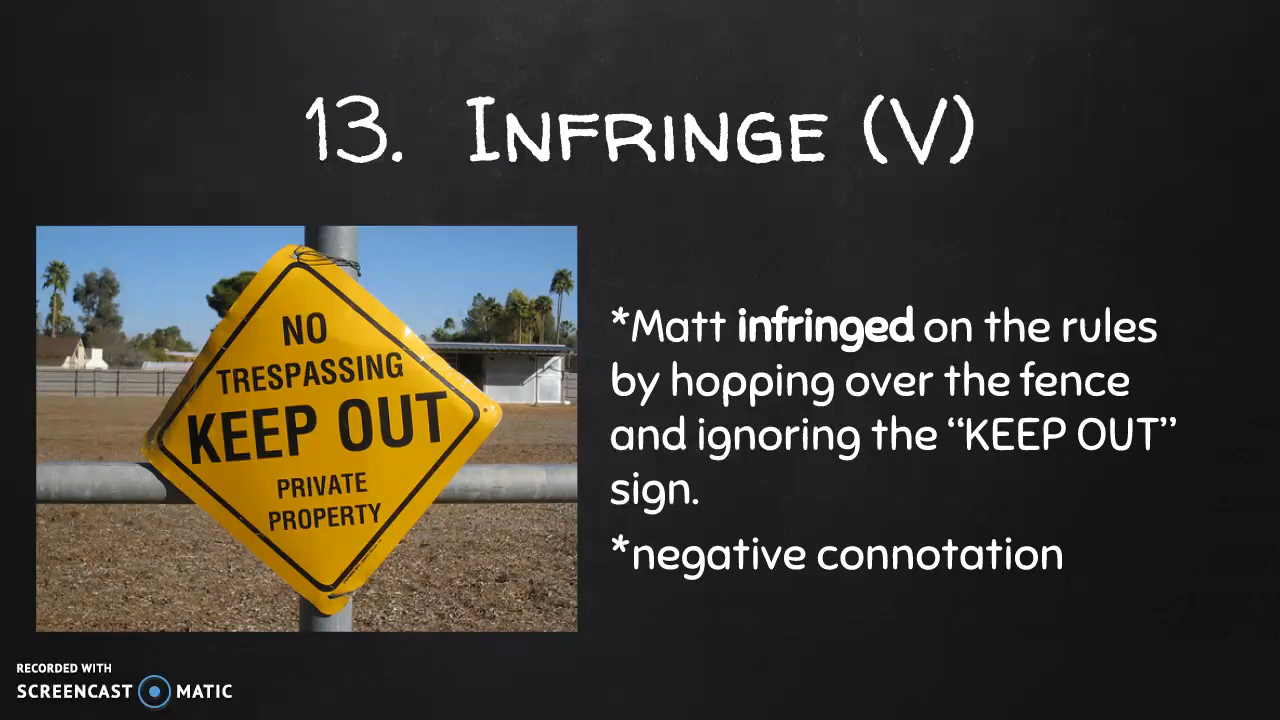 13. Infringe (V)
NO
TRESPASSING
KEEP OUT
PRIVATE
PROPERTY
*Matt infringed on the rules
by hopping over the fence
and ignoring the “KEEP OUT”
sign.
*negative connotation
RECORDED WITH
SCREENCAST MATIC